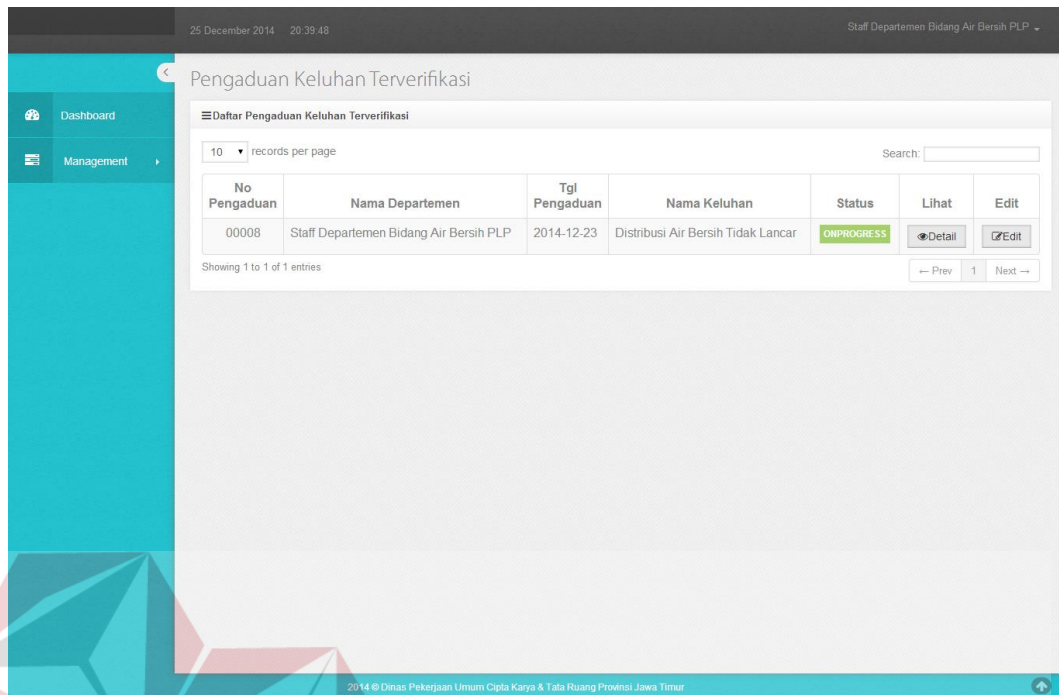 25 December 2014 20:39:48 Staff Departemen Bidang Air Bersih PLP
Pengaduan Keluhan Terverifikasi
Dashboard
Daftar Pengaduan Keluhan Terverifikasi
10 records per page Search:
Management
No Pengaduan Nama Departemen Tgl Pengaduan Nama Keluhan Status Lihat Edit
00008 Staff Departemen Bidang Air Bersih PLP 2014-12-23 Distribusi Air Bersih Tidak Lancar ONPROGRESS Detail Edit
Showing 1 to 1 of 1 entries ← Prev 1 Next →
2014 © Dinas Pekerjaan Umum Cipta Karya & Tata Ruang Provinsi Jawa Timur